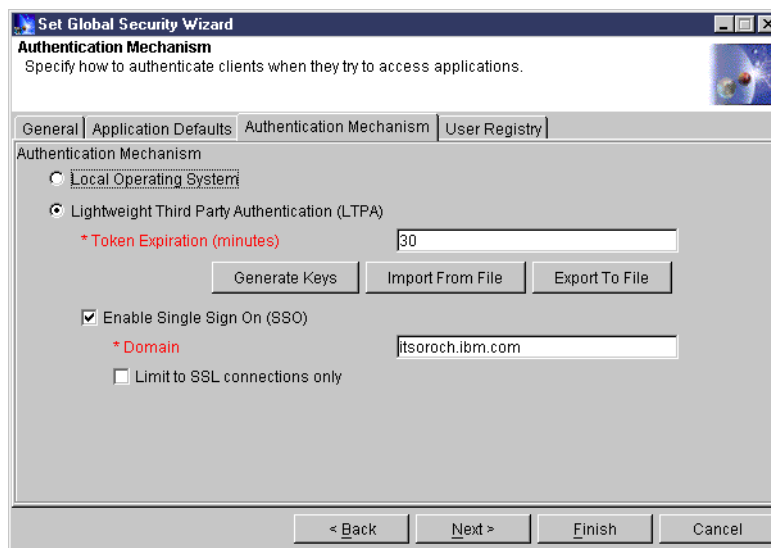 Set Global Security Wizard
Authentication Mechanism
Specify how to authenticate clients when they try to access applications.
General Application Defaults Authentication Mechanism User Registry
Authentication Mechanism
Local Operating System
Lightweight Third Party Authentication (LTPA)
* Token Expiration (minutes) 30
Generate Keys Import From File Export To File
Enable Single Sign On (SSO)
* Domain itsoroch.ibm.com
Limit to SSL connections only
< Back Next > Finish Cancel